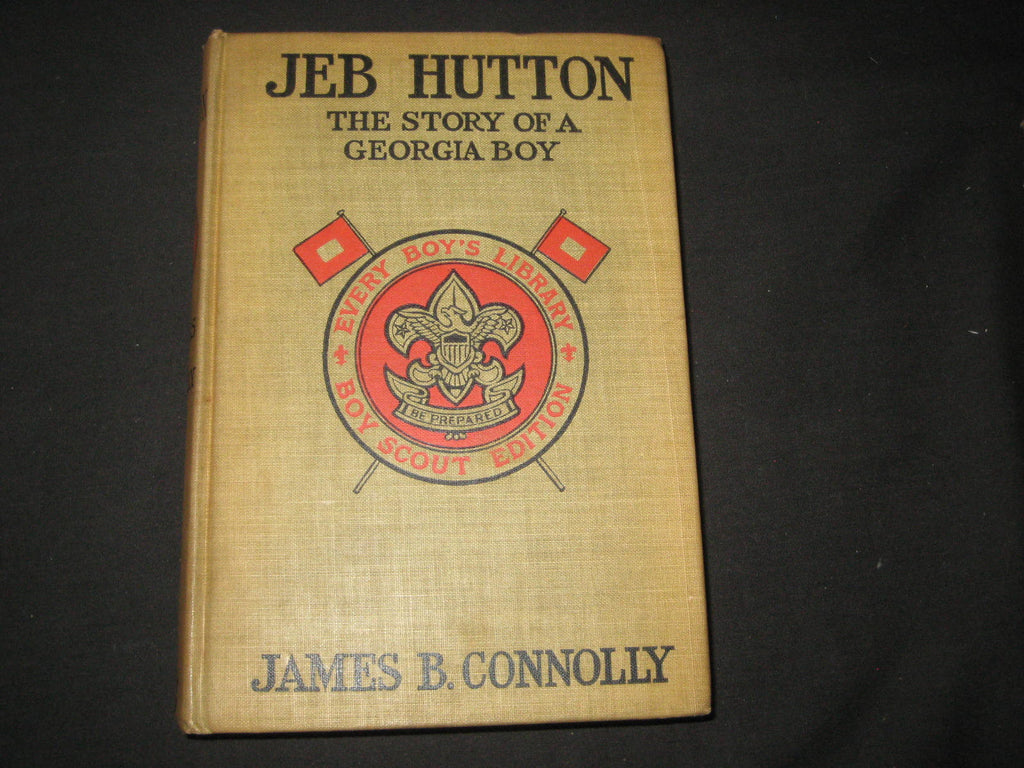 JEB HUTTON
THE STORY OF A
GEORGIA BOY
EVERY BOY'S LIBRARY
BE PREPARED
BOY SCOUT EDITION
JAMES B. CONNOLLY